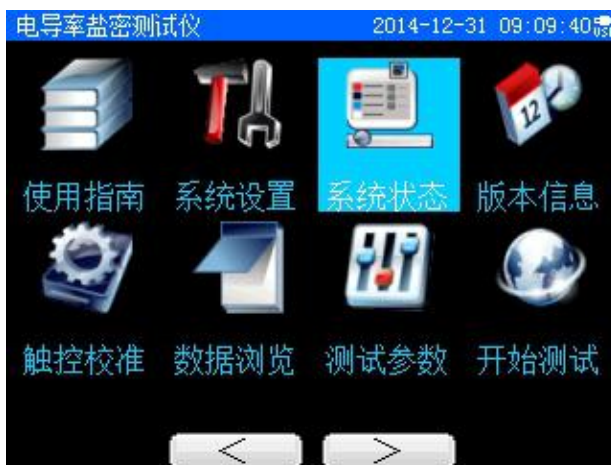 电导率盐密测试仪 2014-12-31 09:09:40
使用指南 系统设置 系统状态 版本信息
触控校准 数据浏览 测试参数 开始测试
< >